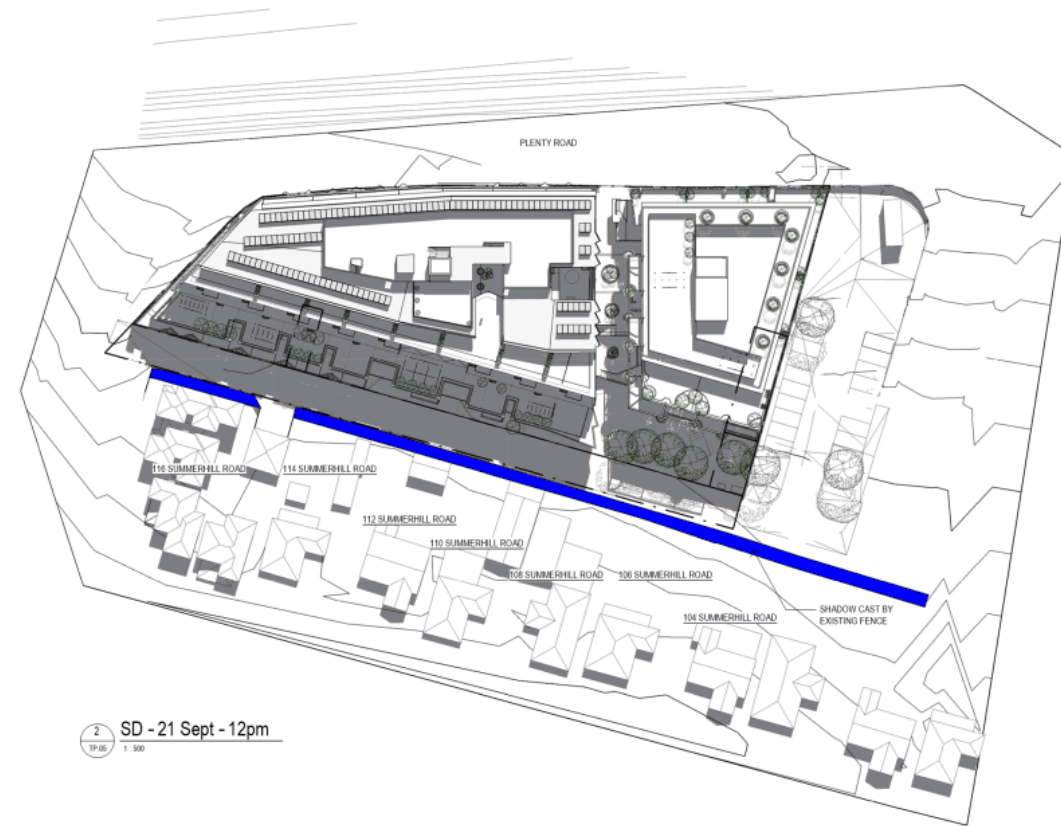 PLENTY ROAD
116 SUMMERHILL ROAD
114 SUMMERHILL ROAD
112 SUMMERHILL ROAD
110 SUMMERHILL ROAD
108 SUMMERHILL ROAD
106 SUMMERHILL ROAD
104 SUMMERHILL ROAD
SHADOW CAST BY
EXISTING FENCE
2
TP.05
SD - 21 Sept - 12pm
1 : 500